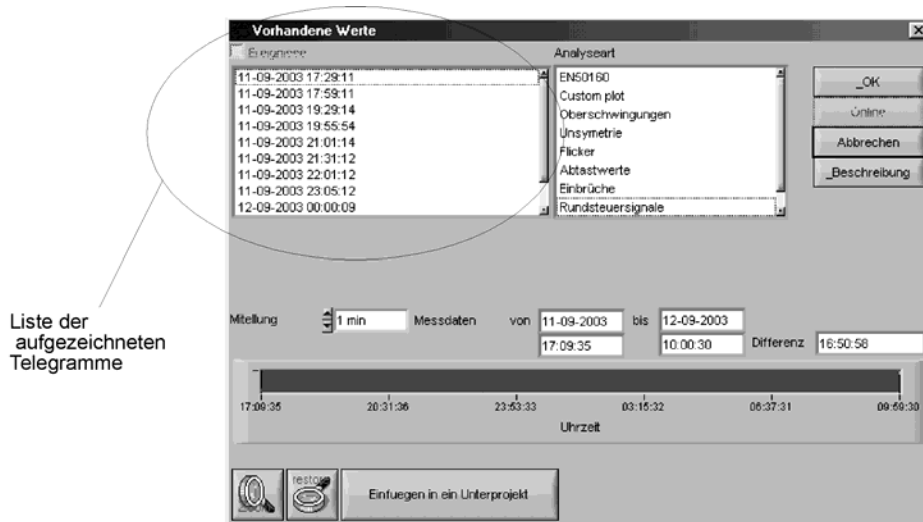 Vorhandene Werte
Ereignisse
Analyseart
11-09-2003 17:29:11
11-09-2003 17:59:11
11-09-2003 19:29:14
11-09-2003 19:55:54
11-09-2003 21:01:14
11-09-2003 21:31:12
11-09-2003 22:01:12
11-09-2003 23:05:12
12-09-2003 00:00:09
EN50160
Custom plot
Oberschwingungen
Unsymetrie
Flicker
Abtastwerte
Einbrüche
Rundsteuersignale
_OK
Online
Abbrechen
_Beschreibung
Liste der
aufgezeichneten
Telegramme
Mittellung 1 min Messdaten von 11-09-2003 bis 12-09-2003
17:09:35 10:00:30 Differenz 16:50:58
17:09:35 20:31:36 23:53:33 03:15:32 06:37:31 09:59:30
Uhrzeit
zoom restore Einfuegen in ein Unterprojekt